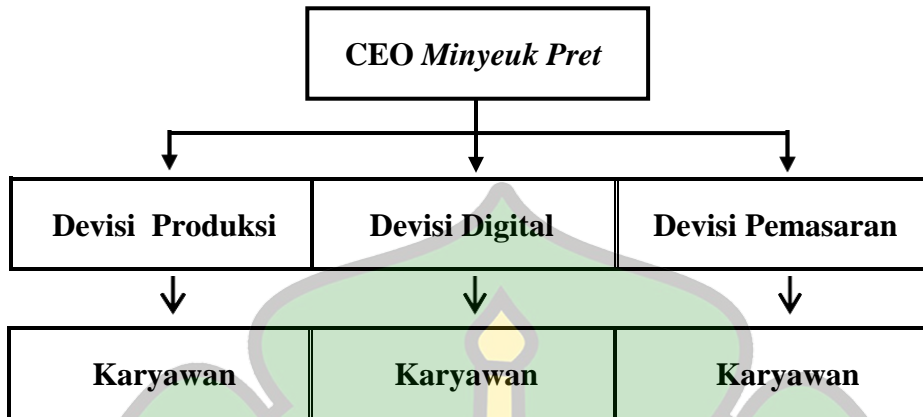 CEO Minyeuk Pret
Devisi Produksi
Devisi Digital
Devisi Pemasaran
Karyawan
Karyawan
Karyawan